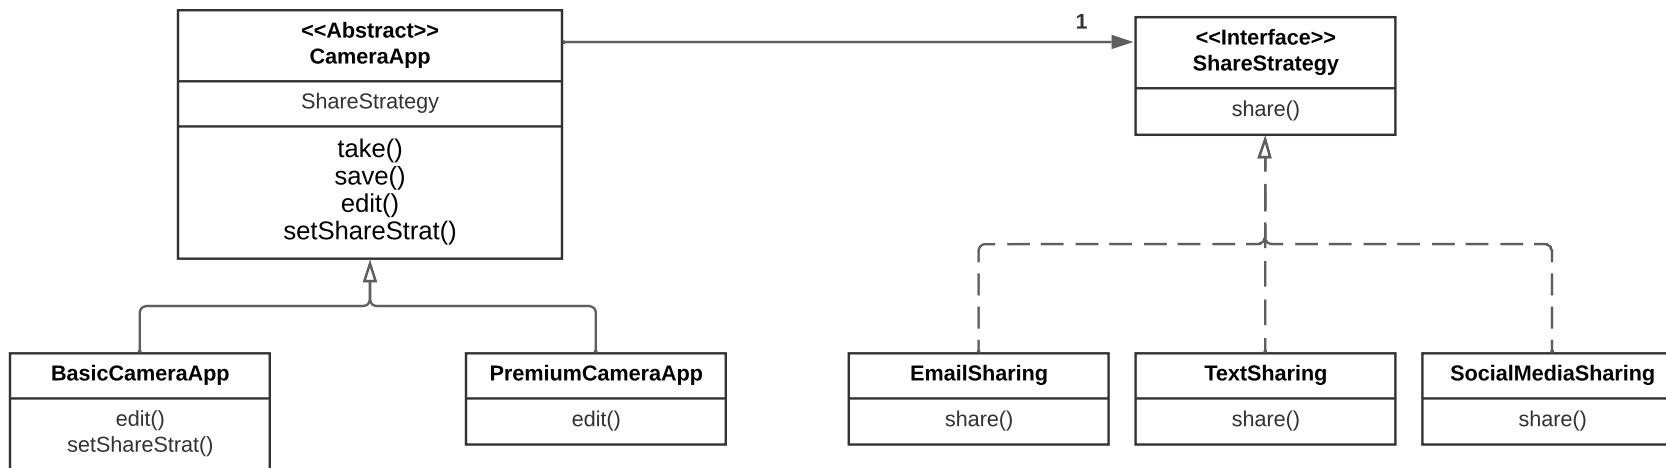 <<Abstract>>
CameraApp
ShareStrategy
take()
save()
edit()
setShareStrat()
1
<<Interface>>
ShareStrategy
share()
BasicCameraApp
edit()
setShareStrat()
PremiumCameraApp
edit()
EmailSharing
share()
TextSharing
share()
SocialMediaSharing
share()